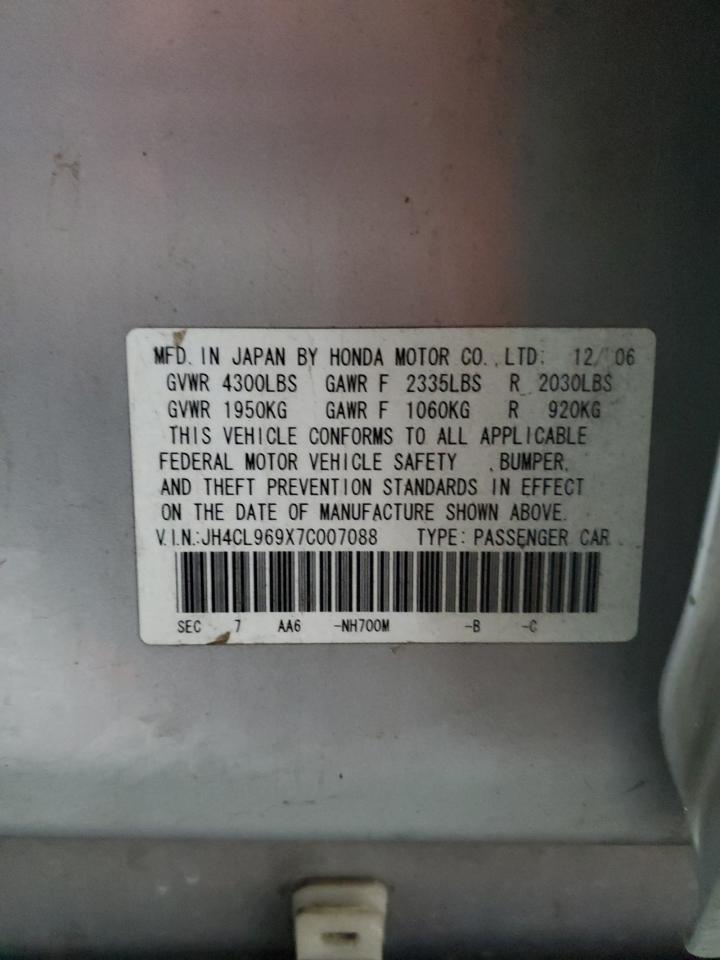 MFD. IN JAPAN BY HONDA MOTOR CO., LTD: 12/06
GVWR 4300LBS GAWR F 2335LBS R 2030LBS
GVWR 1950KG GAWR F 1060KG R 920KG
THIS VEHICLE CONFORMS TO ALL APPLICABLE
FEDERAL MOTOR VEHICLE SAFETY , BUMPER,
AND THEFT PREVENTION STANDARDS IN EFFECT
ON THE DATE OF MANUFACTURE SHOWN ABOVE.
V.I.N.:JH4CL969X7C007088 TYPE: PASSENGER CAR
SEC 7 AA6 -NH700M -B -C